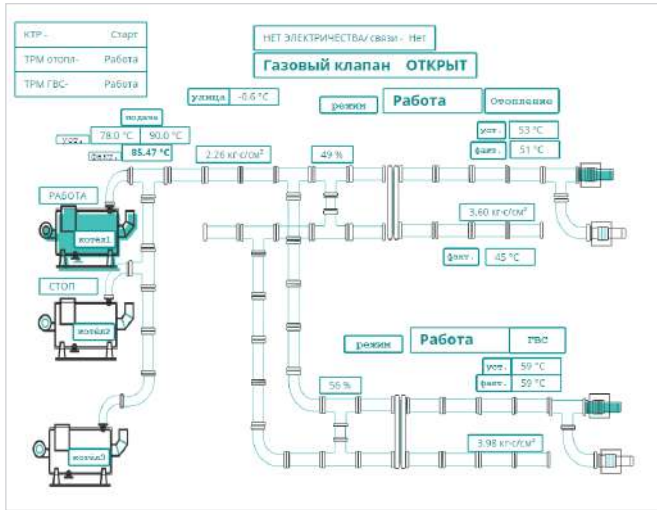 КТР - Старт
ТРМ отопл- Работа
ТРМ ГВС- Работа
НЕТ ЭЛЕКТРИЧЕСТВА/ связи - Нет
Газовый клапан ОТКРЫТ
улица -0.6 °C
режим Работа Отопление
подача
уст. 78.0 °C 90.0 °C
факт. 85.47 °C
2.26 кг·с/см²
49 %
уст. 53 °C
факт. 51 °C
РАБОТА
котёл1
3.60 кг·с/см²
факт. 45 °C
СТОП
котёл2
режим Работа ГВС
уст. 59 °C
факт. 59 °C
56 %
3.98 кг·с/см²